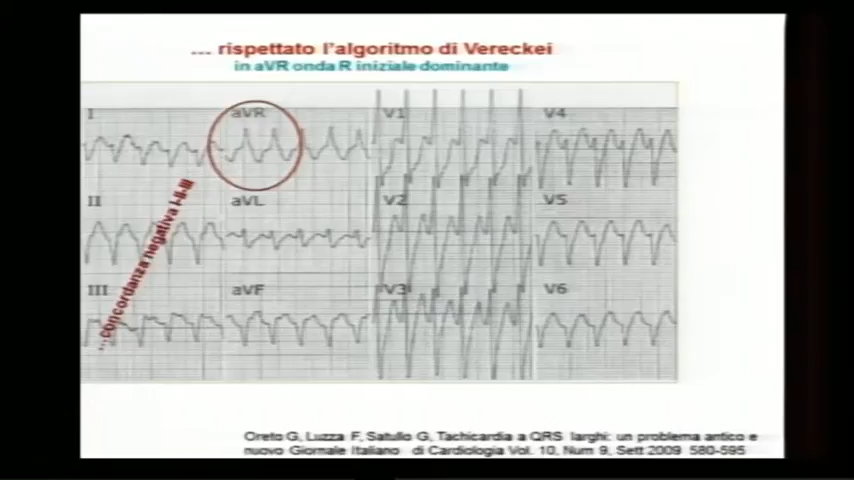 ... rispettato l'algoritmo di Vereckei
in aVR onda R iniziale dominante
I aVR V1 V4
II aVL V2 V5
III aVF V3 V6
...concordanza negativa I-II-III
Oreto G, Luzza F, Satullo G, Tachicardia a QRS larghi: un problema antico e
nuovo Giornale Italiano di Cardiologia Vol. 10, Num 9, Sett 2009 580-595